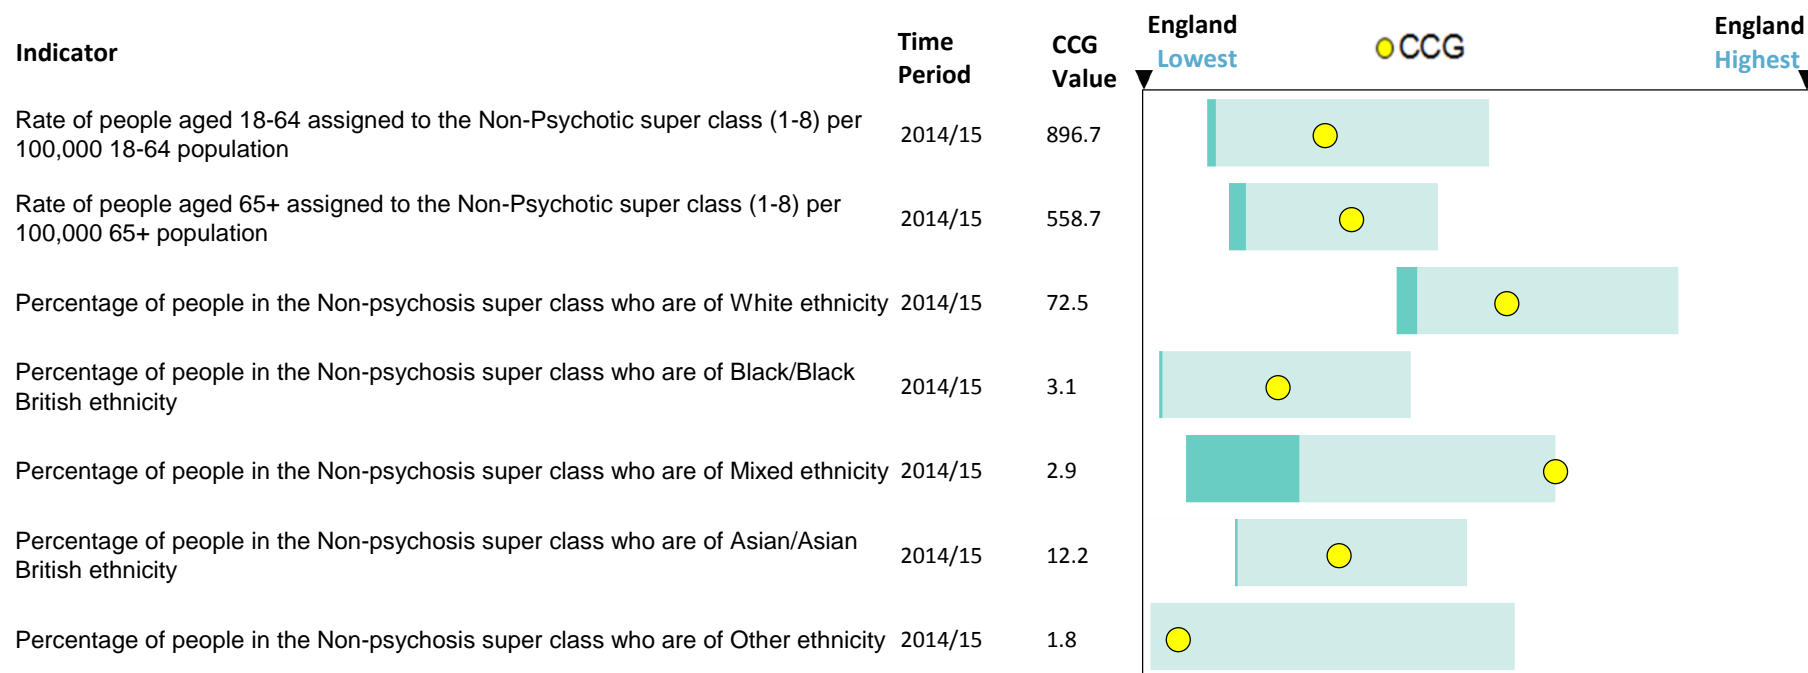 Indicator
Time
Period
CCG
Value
England
Lowest
CCG
England
Highest
Rate of people aged 18-64 assigned to the Non-Psychotic super class (1-8) per
100,000 18-64 population
2014/15
896.7
Rate of people aged 65+ assigned to the Non-Psychotic super class (1-8) per
100,000 65+ population
2014/15
558.7
Percentage of people in the Non-psychosis super class who are of White ethnicity
2014/15
72.5
Percentage of people in the Non-psychosis super class who are of Black/Black
British ethnicity
2014/15
3.1
Percentage of people in the Non-psychosis super class who are of Mixed ethnicity
2014/15
2.9
Percentage of people in the Non-psychosis super class who are of Asian/Asian
British ethnicity
2014/15
12.2
Percentage of people in the Non-psychosis super class who are of Other ethnicity
2014/15
1.8